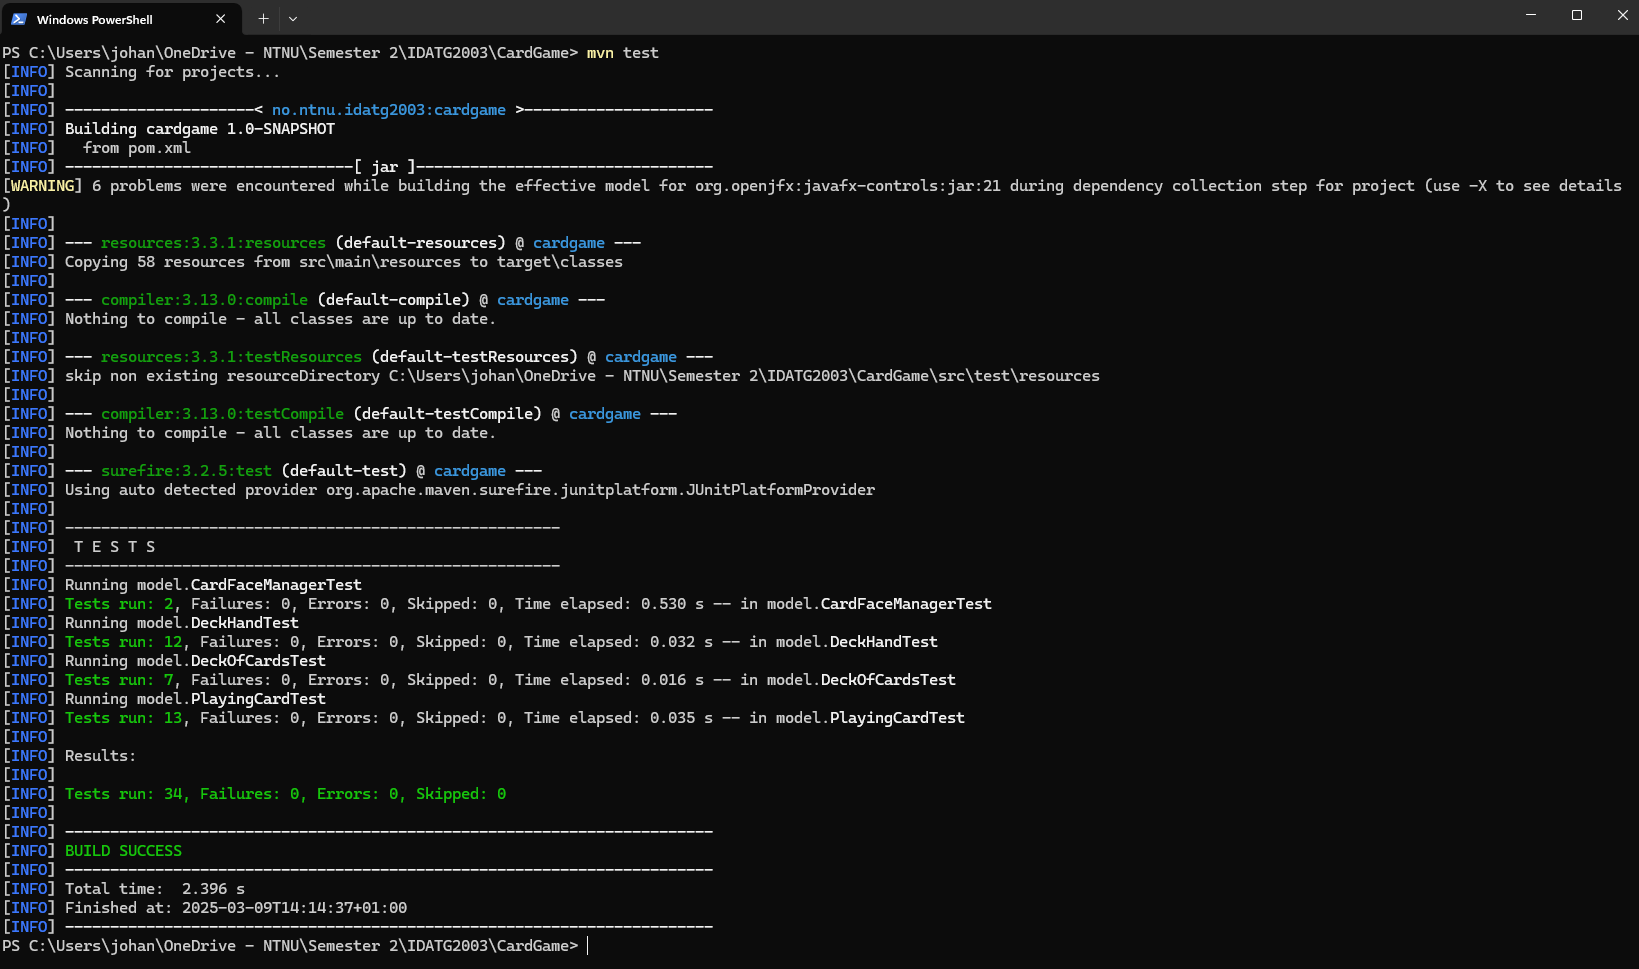 Windows PowerShell
PS C:\Users\johan\OneDrive - NTNU\Semester 2\IDATG2003\CardGame> mvn test
[INFO] Scanning for projects...
[INFO]
[INFO] ---------------------< no.ntnu.idatg2003:cardgame >---------------------
[INFO] Building cardgame 1.0-SNAPSHOT
[INFO]   from pom.xml
[INFO] --------------------------------[ jar ]---------------------------------
[WARNING] 6 problems were encountered while building the effective model for org.openjfx:javafx-controls:jar:21 during dependency collection step for project (use -X to see details
)
[INFO]
[INFO] --- resources:3.3.1:resources (default-resources) @ cardgame ---
[INFO] Copying 58 resources from src\main\resources to target\classes
[INFO]
[INFO] --- compiler:3.13.0:compile (default-compile) @ cardgame ---
[INFO] Nothing to compile - all classes are up to date.
[INFO]
[INFO] --- resources:3.3.1:testResources (default-testResources) @ cardgame ---
[INFO] skip non existing resourceDirectory C:\Users\johan\OneDrive - NTNU\Semester 2\IDATG2003\CardGame\src\test\resources
[INFO]
[INFO] --- compiler:3.13.0:testCompile (default-testCompile) @ cardgame ---
[INFO] Nothing to compile - all classes are up to date.
[INFO]
[INFO] --- surefire:3.2.5:test (default-test) @ cardgame ---
[INFO] Using auto detected provider org.apache.maven.surefire.junitplatform.JUnitPlatformProvider
[INFO]
[INFO] -------------------------------------------------------
[INFO]  T E S T S
[INFO] -------------------------------------------------------
[INFO] Running model.CardFaceManagerTest
[INFO] Tests run: 2, Failures: 0, Errors: 0, Skipped: 0, Time elapsed: 0.530 s -- in model.CardFaceManagerTest
[INFO] Running model.DeckHandTest
[INFO] Tests run: 12, Failures: 0, Errors: 0, Skipped: 0, Time elapsed: 0.032 s -- in model.DeckHandTest
[INFO] Running model.DeckOfCardsTest
[INFO] Tests run: 7, Failures: 0, Errors: 0, Skipped: 0, Time elapsed: 0.016 s -- in model.DeckOfCardsTest
[INFO] Running model.PlayingCardTest
[INFO] Tests run: 13, Failures: 0, Errors: 0, Skipped: 0, Time elapsed: 0.035 s -- in model.PlayingCardTest
[INFO]
[INFO] Results:
[INFO]
[INFO] Tests run: 34, Failures: 0, Errors: 0, Skipped: 0
[INFO]
[INFO] ------------------------------------------------------------------------
[INFO] BUILD SUCCESS
[INFO] ------------------------------------------------------------------------
[INFO] Total time:  2.396 s
[INFO] Finished at: 2025-03-09T14:14:37+01:00
[INFO] ------------------------------------------------------------------------
PS C:\Users\johan\OneDrive - NTNU\Semester 2\IDATG2003\CardGame>